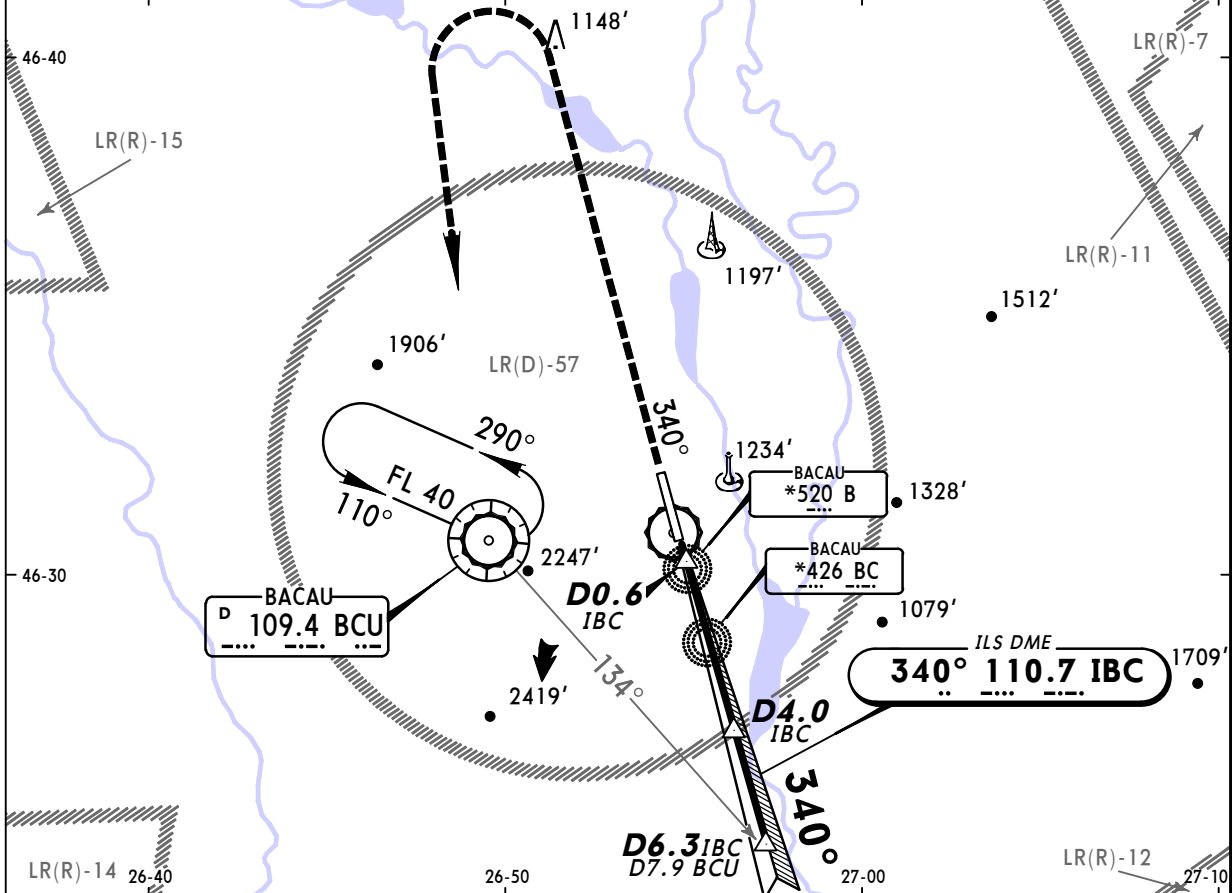 1148'
46-40
LR(R)-7
LR(R)-15
LR(R)-11
1197'
1512'
1906'
LR(D)-57
340°
290°
FL 40
110°
1234'
BACAU
*520 B
1328'
BACAU
*426 BC
2247'
46-30
D0.6
IBC
BACAU
D 109.4 BCU
1079'
ILS DME
340° 110.7 IBC
1709'
134°
2419'
D4.0
IBC
340°
D6.3 IBC
D7.9 BCU
LR(R)-14
26-40
26-50
27-00
LR(R)-12
27-10